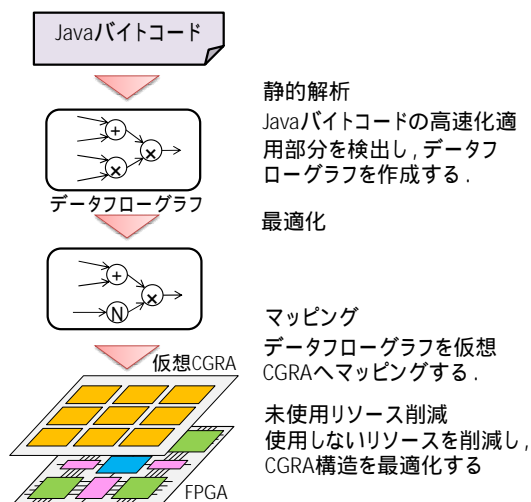 Javaバイトコード
静的解析
Javaバイトコードの高速化適
用部分を検出し,データフ
ローグラフを作成する.
+
×
×
データフローグラフ
最適化
+
N
×
マッピング
データフローグラフを仮想
CGRAへマッピングする.
仮想CGRA
未使用リソース削減
使用しないリソースを削減し,
CGRA構造を最適化する
FPGA